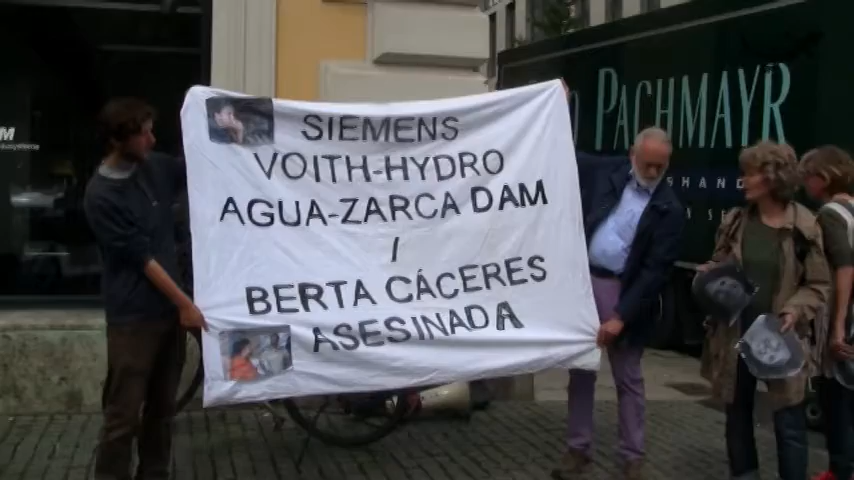 SIEMENS
VOITH-HYDRO
AGUA-ZARCA DAM
/
BERTA CÁCERES
ASESINADA
PACHMAYR